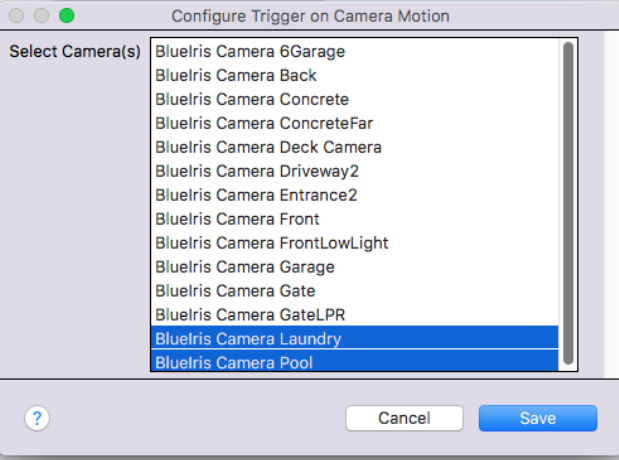 Configure Trigger on Camera Motion
Select Camera(s)
BlueIris Camera 6Garage
BlueIris Camera Back
BlueIris Camera Concrete
BlueIris Camera ConcreteFar
BlueIris Camera Deck Camera
BlueIris Camera Driveway2
BlueIris Camera Entrance2
BlueIris Camera Front
BlueIris Camera FrontLowLight
BlueIris Camera Garage
BlueIris Camera Gate
BlueIris Camera GateLPR
BlueIris Camera Laundry
BlueIris Camera Pool
? Cancel Save